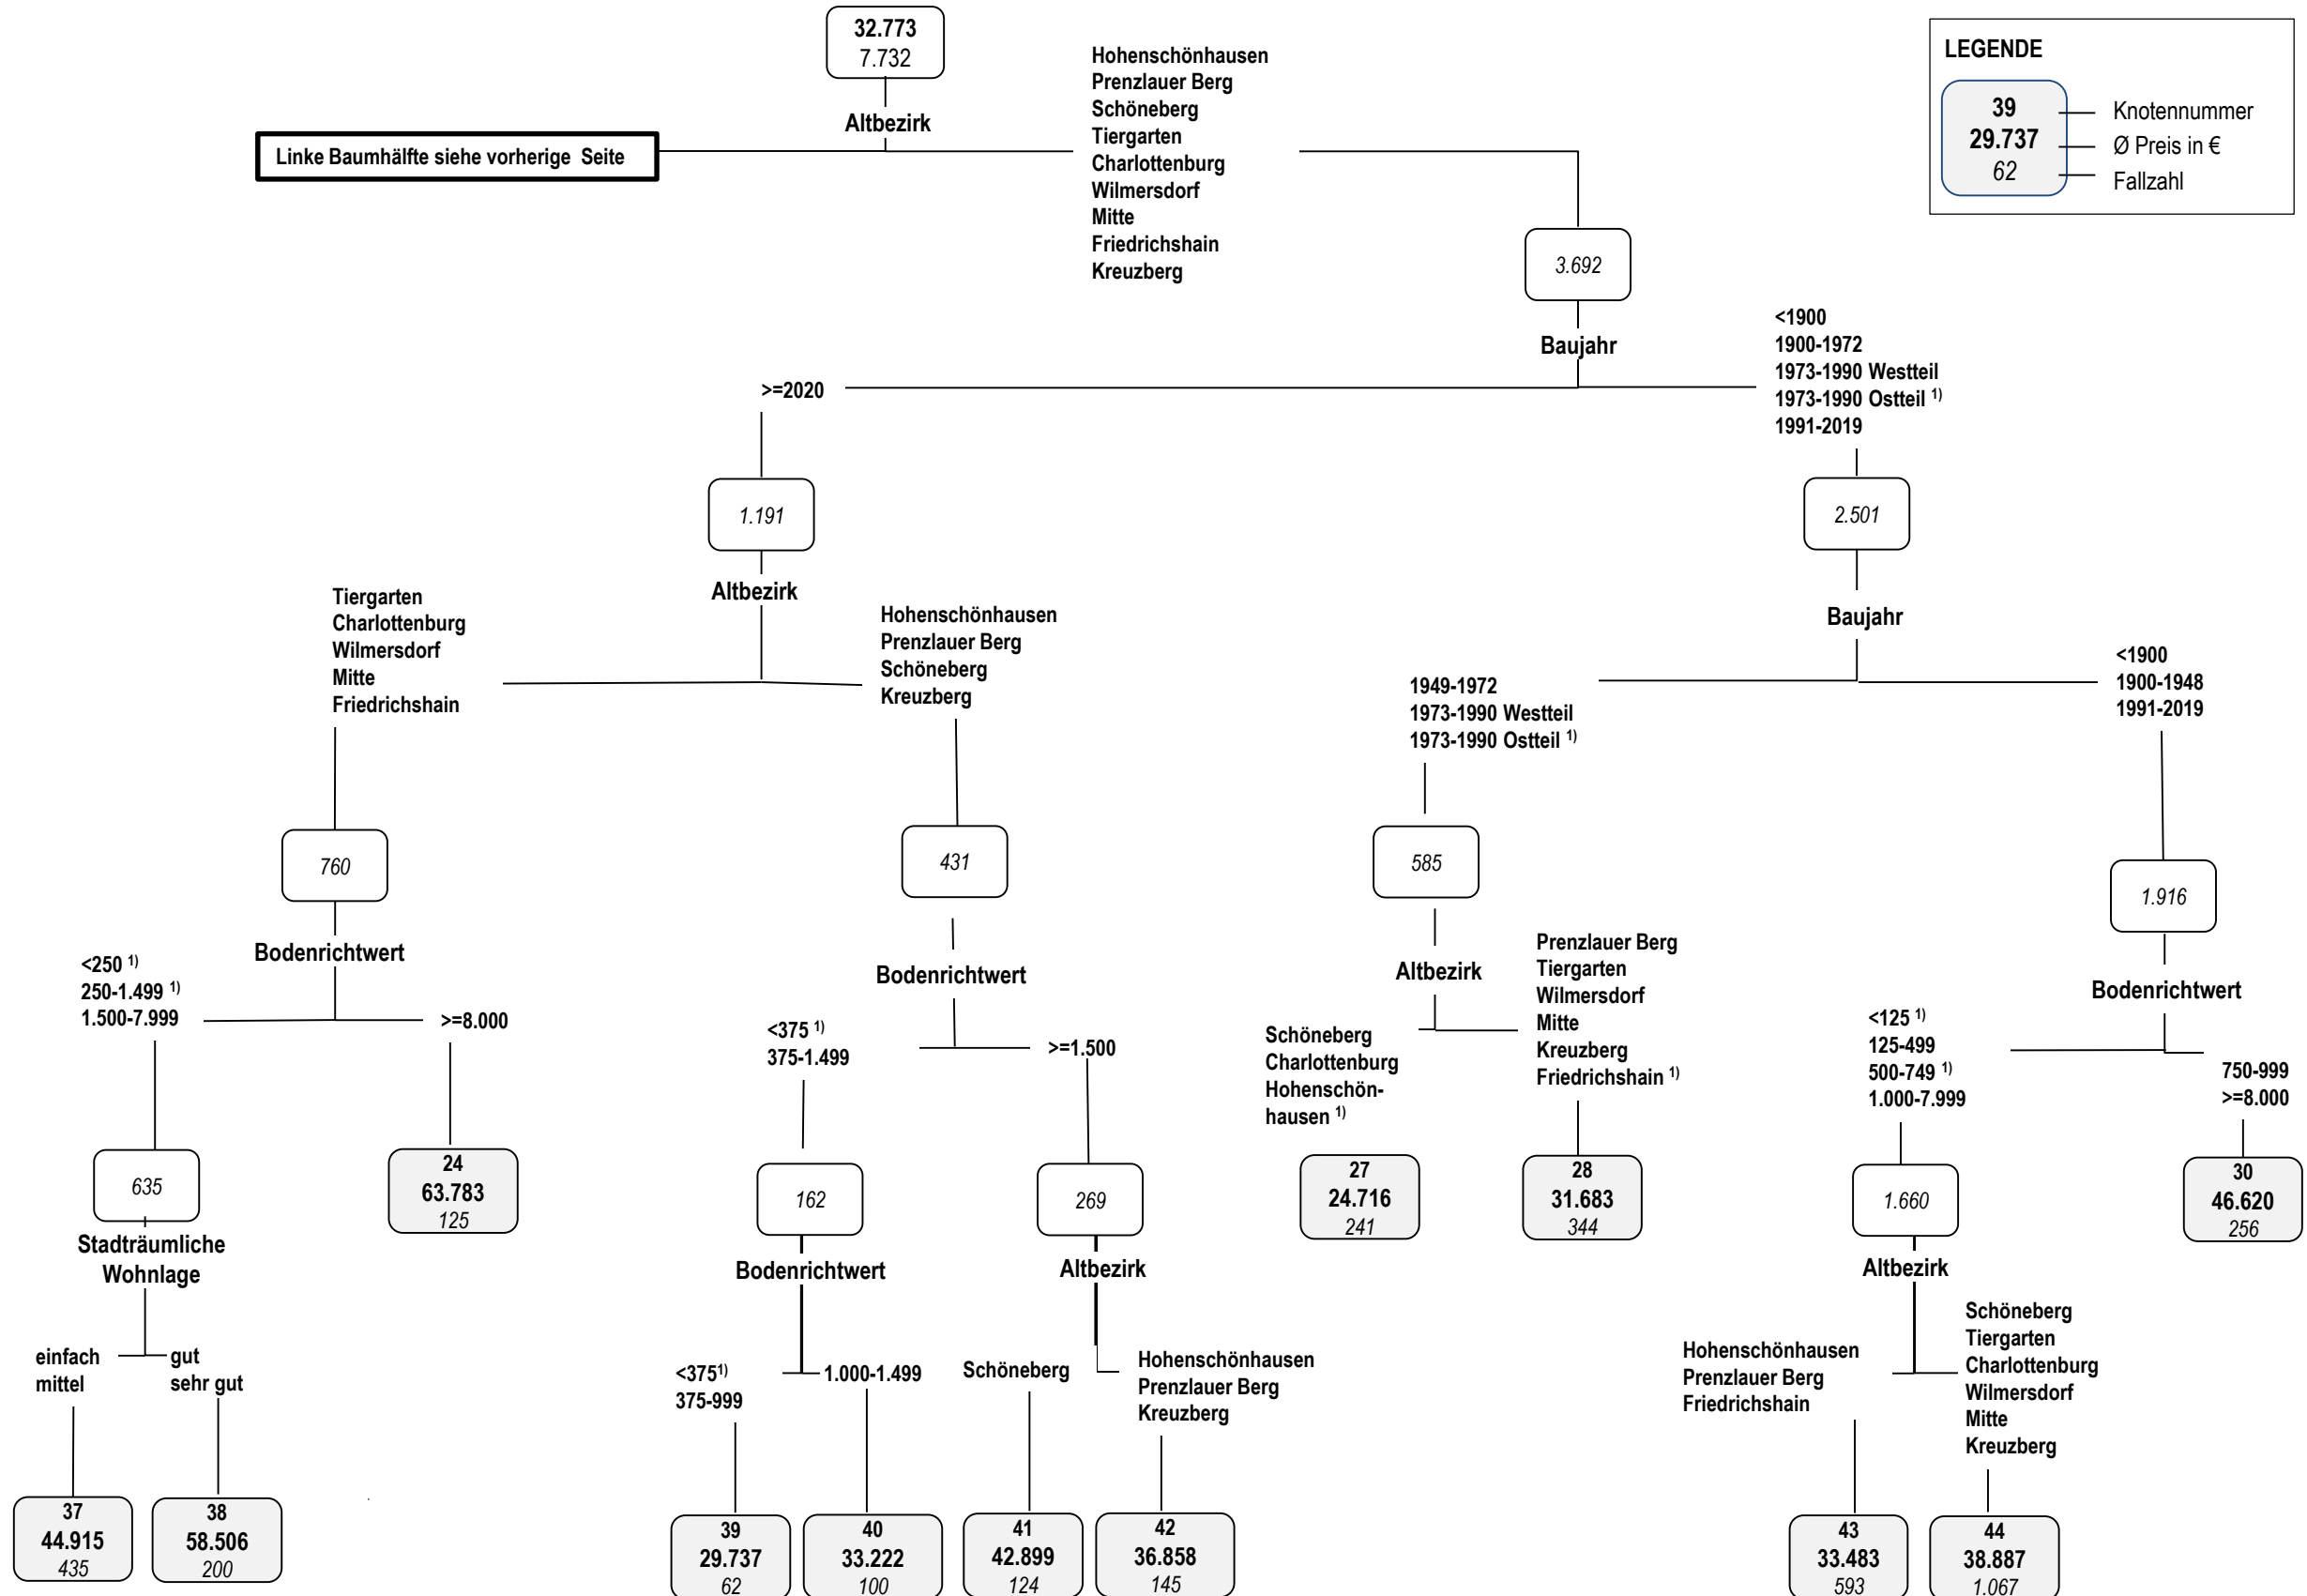 32.773
7.732
Altbezirk
Linke Baumhälfte siehe vorherige Seite
Hohenschönhausen
Prenzlauer Berg
Schöneberg
Tiergarten
Charlottenburg
Wilmersdorf
Mitte
Friedrichshain
Kreuzberg
LEGENDE
39
29.737
62
Knotennummer
Ø Preis in €
Fallzahl
3.692
Baujahr
>=2020
<1900
1900-1972
1973-1990 Westteil
1973-1990 Ostteil 1)
1991-2019
1.191
2.501
Altbezirk
Baujahr
Tiergarten
Charlottenburg
Wilmersdorf
Mitte
Friedrichshain
Hohenschönhausen
Prenzlauer Berg
Schöneberg
Kreuzberg
1949-1972
1973-1990 Westteil
1973-1990 Ostteil 1)
<1900
1900-1948
1991-2019
760
431
585
1.916
Bodenrichtwert
<250 1)
250-1.499 1)
1.500-7.999
>=8.000
Bodenrichtwert
<375 1)
375-1.499
>=1.500
Altbezirk
Schöneberg
Charlottenburg
Hohenschön-
hausen 1)
Prenzlauer Berg
Tiergarten
Wilmersdorf
Mitte
Kreuzberg
Friedrichshain 1)
Bodenrichtwert
<125 1)
125-499
500-749 1)
1.000-7.999
750-999
>=8.000
635
24
63.783
125
162
269
27
24.716
241
28
31.683
344
1.660
30
46.620
256
Stadträumliche
Wohnlage
einfach
mittel
gut
sehr gut
Bodenrichtwert
<375 1)
375-999
1.000-1.499
Altbezirk
Schöneberg
Hohenschönhausen
Prenzlauer Berg
Kreuzberg
Altbezirk
Hohenschönhausen
Prenzlauer Berg
Friedrichshain
Schöneberg
Tiergarten
Charlottenburg
Wilmersdorf
Mitte
Kreuzberg
37
44.915
435
38
58.506
200
39
29.737
62
40
33.222
100
41
42.899
124
42
36.858
145
43
33.483
593
44
38.887
1.067